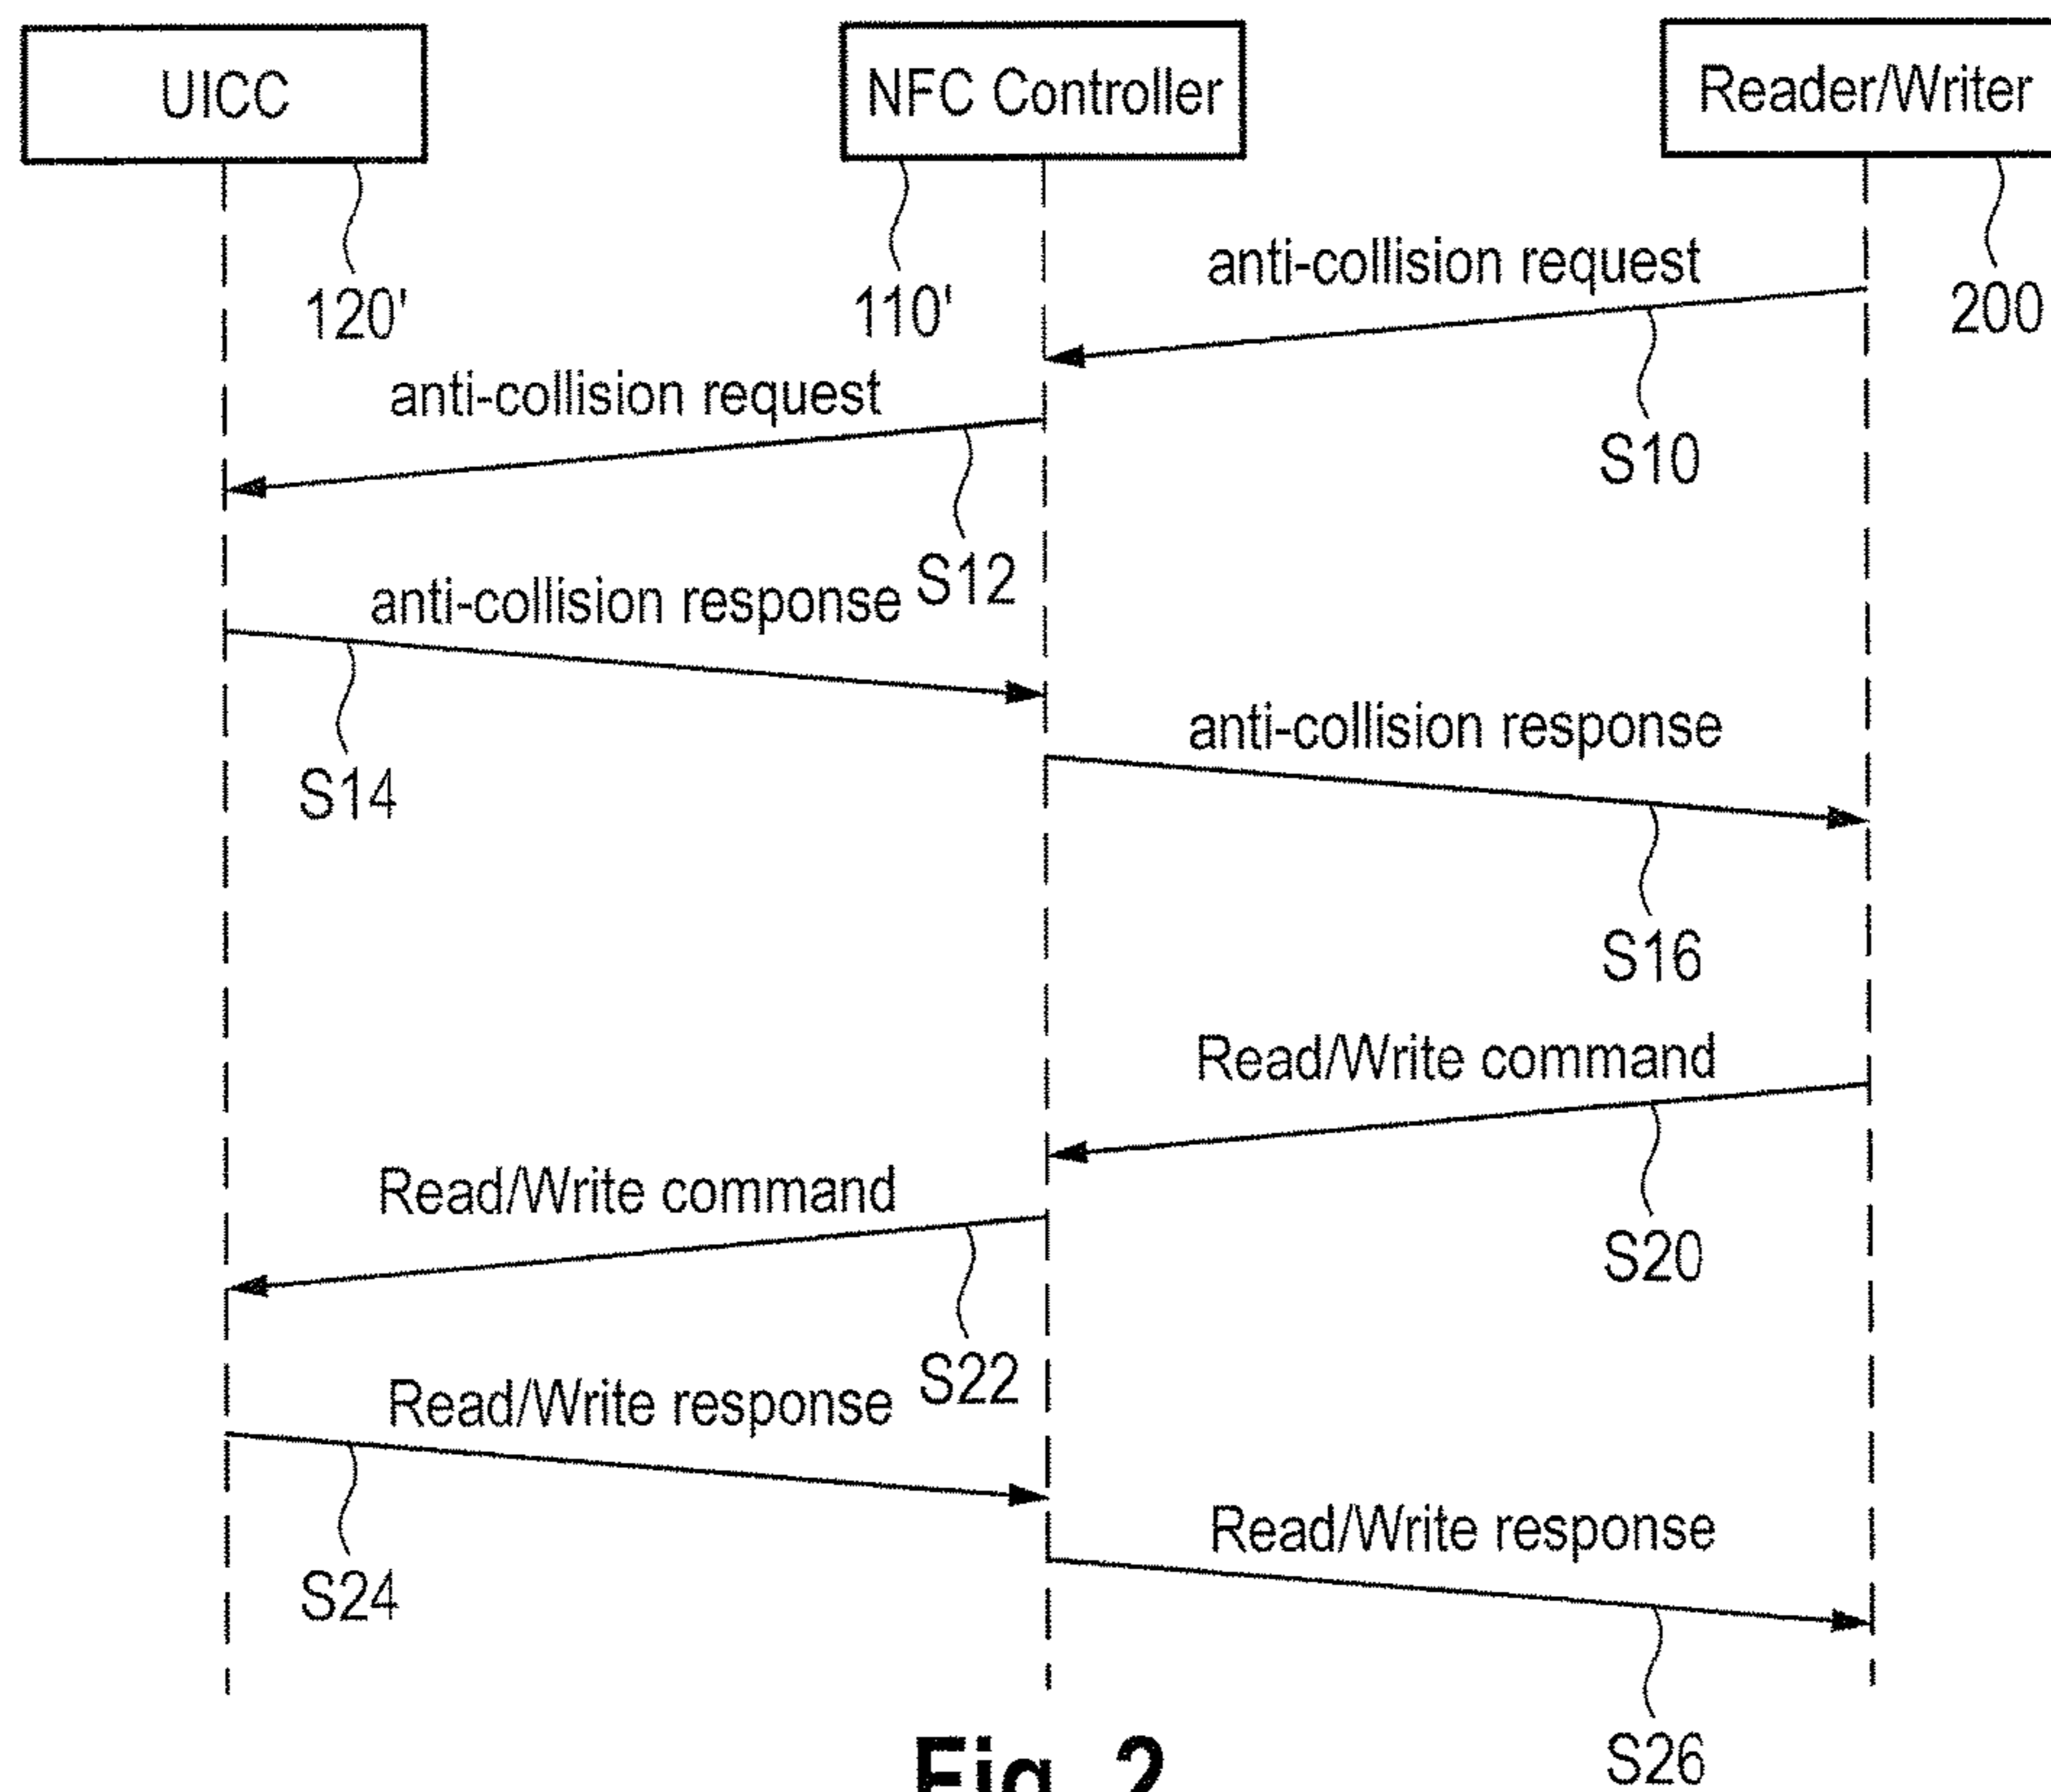 UICC
NFC Controller
Reader/Writer
120'
110'
200
anti-collision request
S10
anti-collision request
S12
anti-collision response
S14
anti-collision response
S16
Read/Write command
S20
Read/Write command
S22
Read/Write response
S24
Read/Write response
S26
Fig. 2